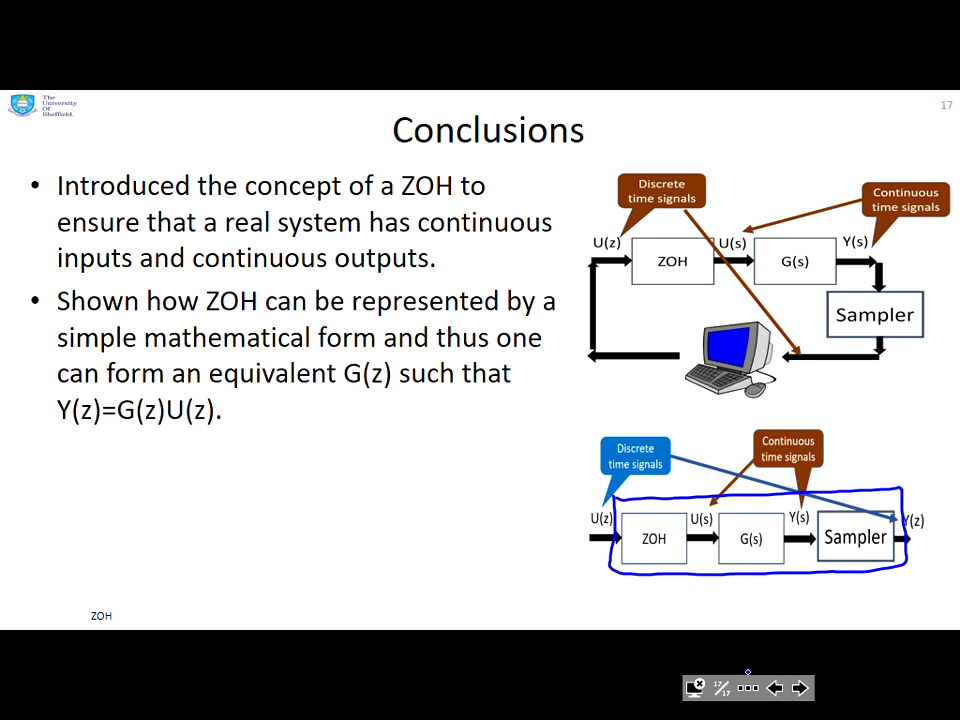 The
University
Of
Sheffield.
17
Conclusions
• Introduced the concept of a ZOH to
ensure that a real system has continuous
inputs and continuous outputs.
• Shown how ZOH can be represented by a
simple mathematical form and thus one
can form an equivalent G(z) such that
Y(z)=G(z)U(z).
Discrete
time signals
Continuous
time signals
U(z)
ZOH
U(s)
G(s)
Y(s)
Sampler
Discrete
time signals
Continuous
time signals
U(z)
ZOH
U(s)
G(s)
Y(s)
Sampler
Y(z)
ZOH
17/17